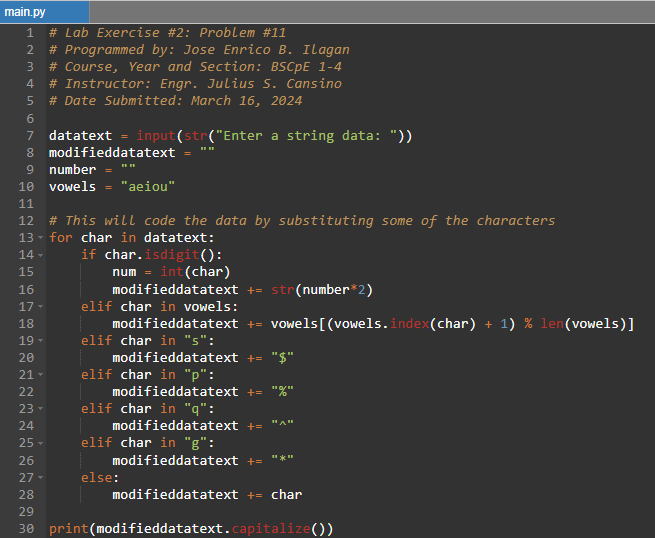 main.py
1 # Lab Exercise #2: Problem #11
2 # Programmed by: Jose Enrico B. Ilagan
3 # Course, Year and Section: BSCpE 1-4
4 # Instructor: Engr. Julius S. Cansino
5 # Date Submitted: March 16, 2024
6
7 datatext = input(str("Enter a string data: "))
8 modifieddatatext = ""
9 number = ""
10 vowels = "aeiou"
11
12 # This will code the data by substituting some of the characters
13 for char in datatext:
14     if char.isdigit():
15         num = int(char)
16         modifieddatatext += str(number*2)
17     elif char in vowels:
18         modifieddatatext += vowels[(vowels.index(char) + 1) % len(vowels)]
19     elif char in "s":
20         modifieddatatext += "$"
21     elif char in "p":
22         modifieddatatext += "%"
23     elif char in "q":
24         modifieddatatext += "^"
25     elif char in "g":
26         modifieddatatext += "*"
27     else:
28         modifieddatatext += char
29
30 print(modifieddatatext.capitalize())